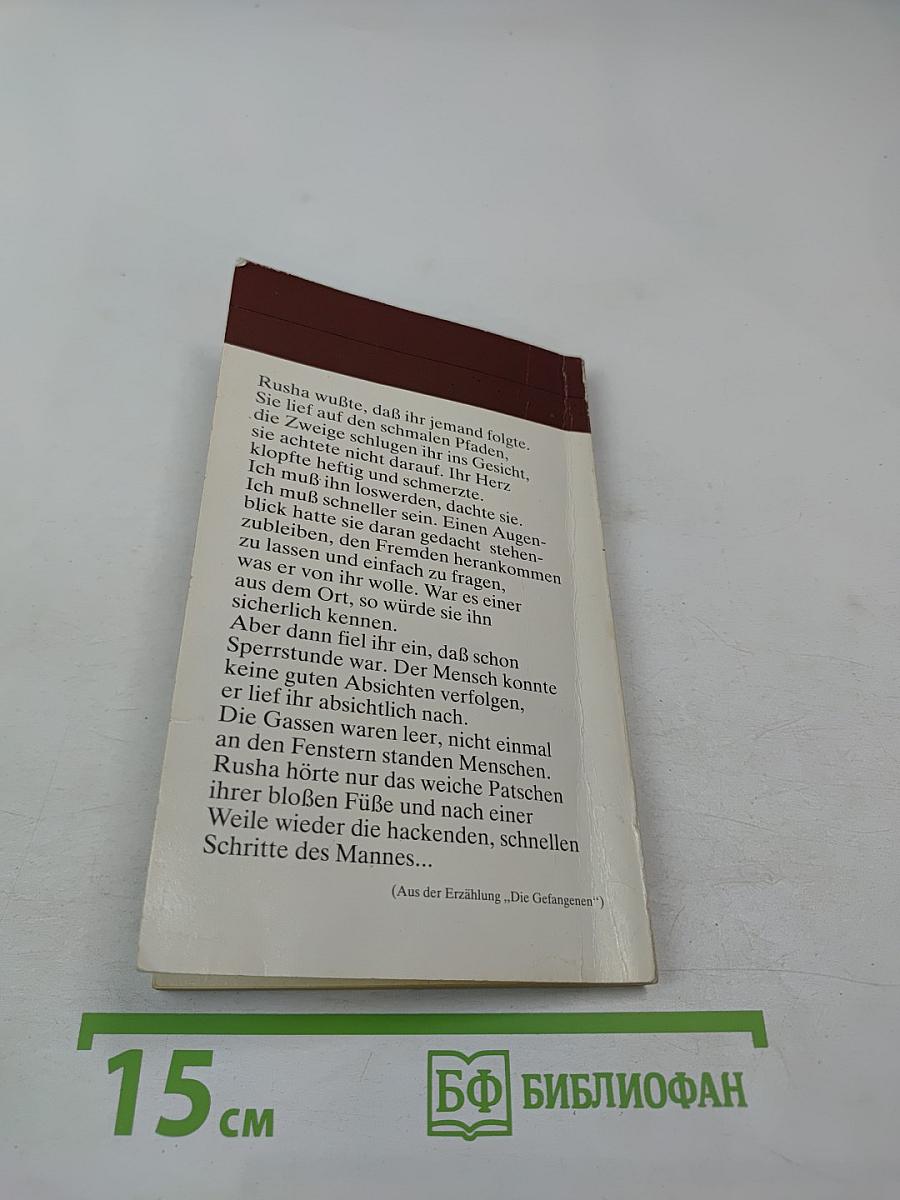 Rusha wußte, daß ihr jemand folgte.
Sie lief auf den schmalen Pfaden,
die Zweige schlugen ihr ins Gesicht,
sie achtete nicht darauf. Ihr Herz
klopfte heftig und schmerzte.
Ich muß ihn loswerden, dachte sie.
Ich muß schneller sein. Einen Augen-
blick hatte sie daran gedacht stehen-
zubleiben, den Fremden herankommen
zu lassen und einfach zu fragen,
was er von ihr wolle. War es einer
aus dem Ort, so würde sie ihn
sicherlich kennen.
Aber dann fiel ihr ein, daß schon
Sperrstunde war. Der Mensch konnte
keine guten Absichten verfolgen,
er lief ihr absichtlich nach.
Die Gassen waren leer, nicht einmal
an den Fenstern standen Menschen.
Rusha hörte nur das weiche Patschen
ihrer bloßen Füße und nach einer
Weile wieder die hackenden, schnellen
Schritte des Mannes...
(Aus der Erzählung „Die Gefangenen“)
15 см
БФ БИБЛИОФАН